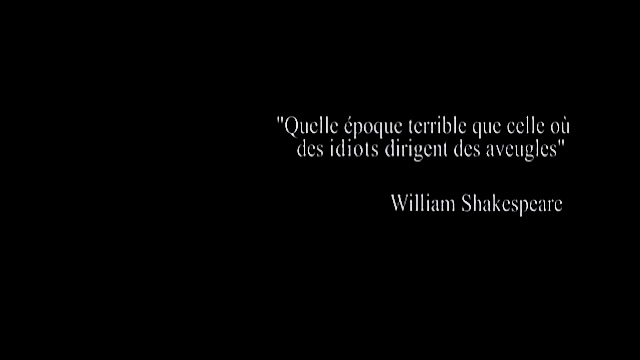 "Quelle époque terrible que celle où
des idiots dirigent des aveugles"
William Shakespeare